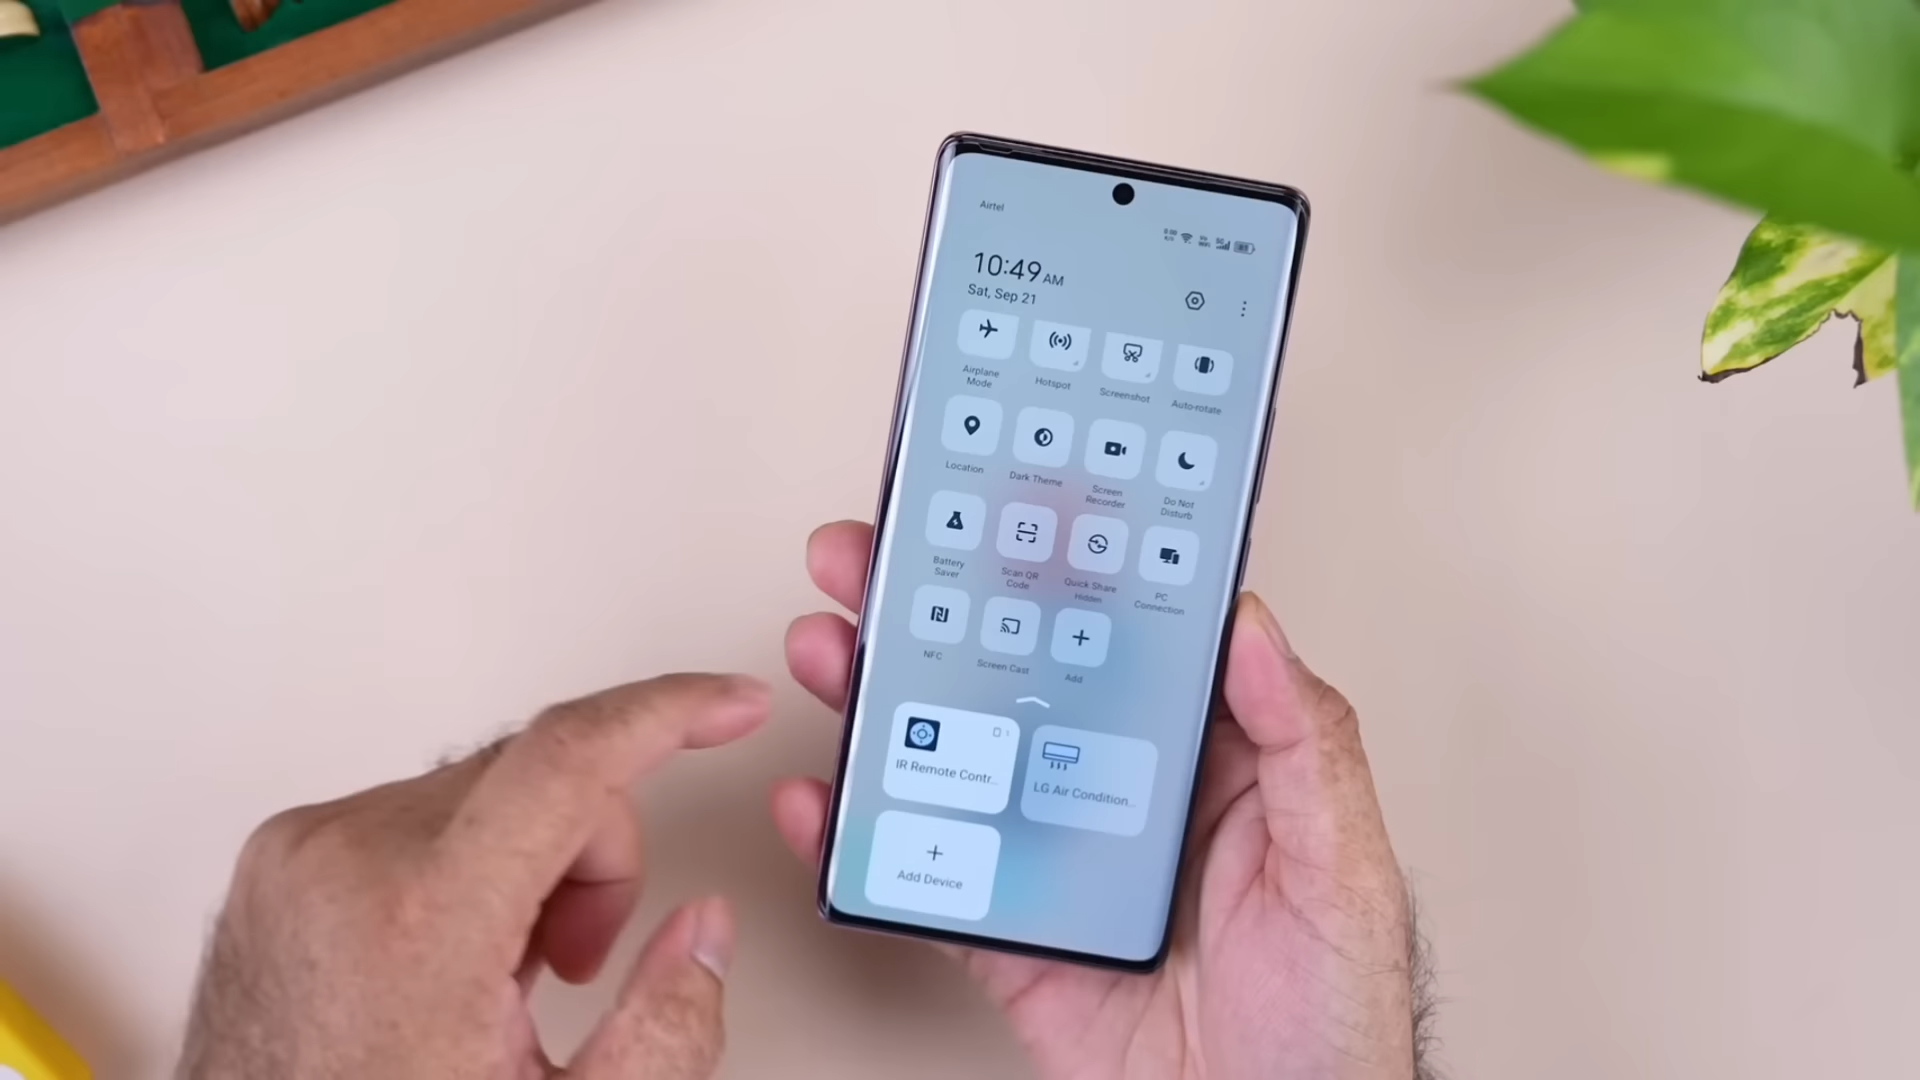 Airtel
10:49 AM
Sat, Sep 21
Airplane
Mode
Hotspot
Screenshot
Auto-rotate
Location
Dark Theme
Screen
Recorder
Do Not
Disturb
Battery
Saver
Scan QR
Code
Quick Share
Hidden
PC
Connection
NFC
Screen Cast
Add
IR Remote Contr...
LG Air Condition...
Add Device